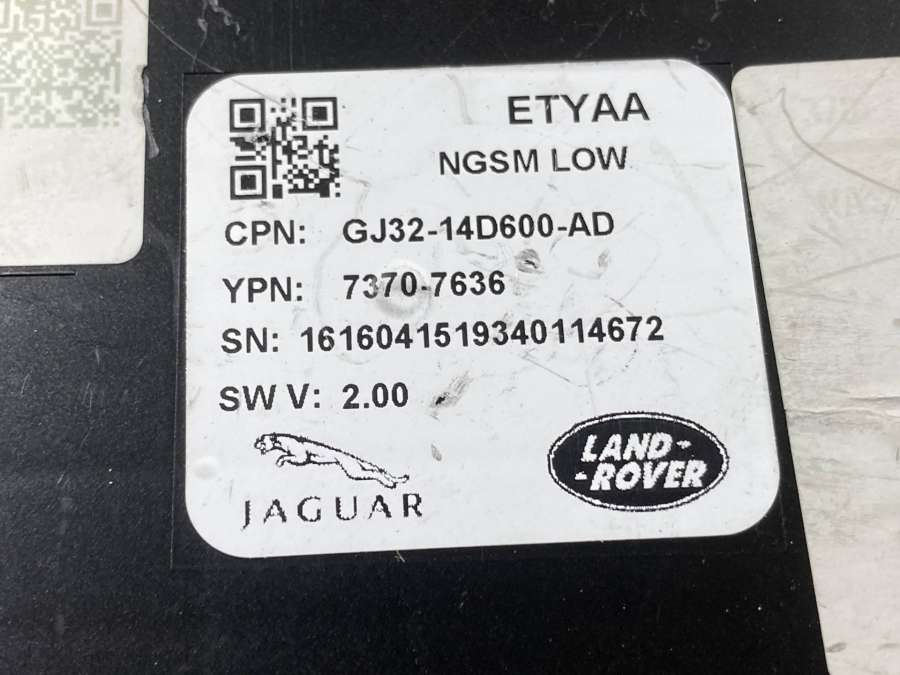 ETYAA
NGSM LOW
CPN: GJ32-14D600-AD
YPN: 7370-7636
SN: 1616041519340114672
SW V: 2.00
JAGUAR
LAND-
-ROVER